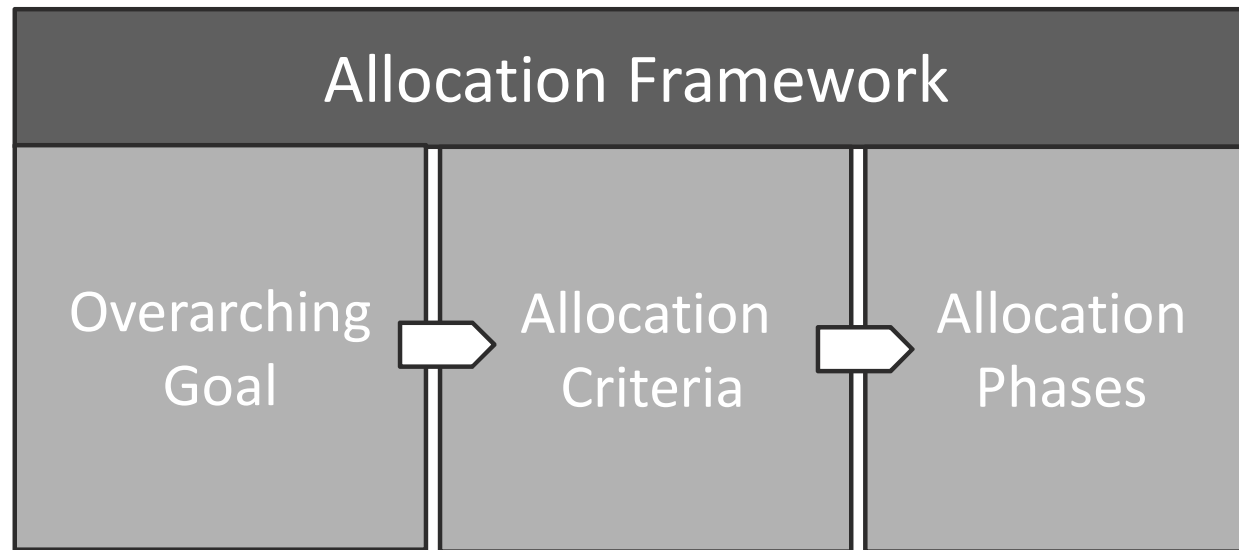 Allocation Framework
Overarching
Goal
Allocation
Criteria
Allocation
Phases